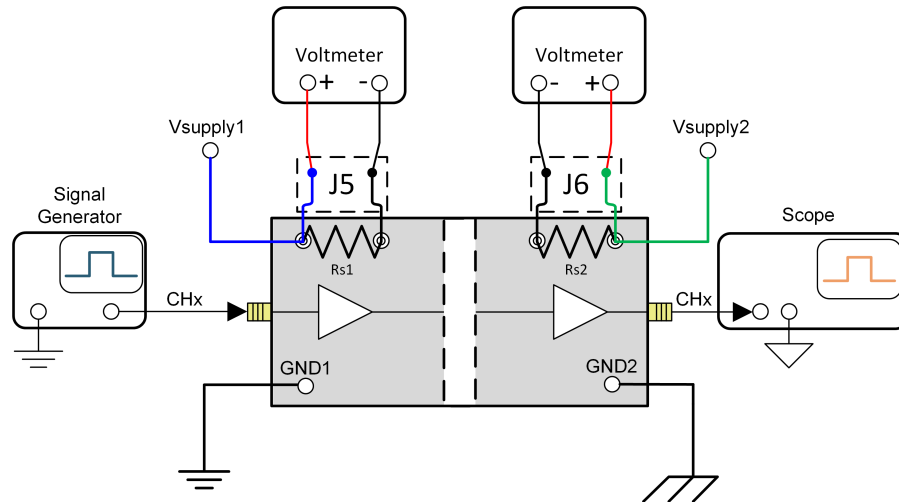 Voltmeter
+ -
Voltmeter
- +
Vsupply1
Vsupply2
J5
J6
Signal
Generator
Scope
Rs1
Rs2
CHx
CHx
GND1
GND2